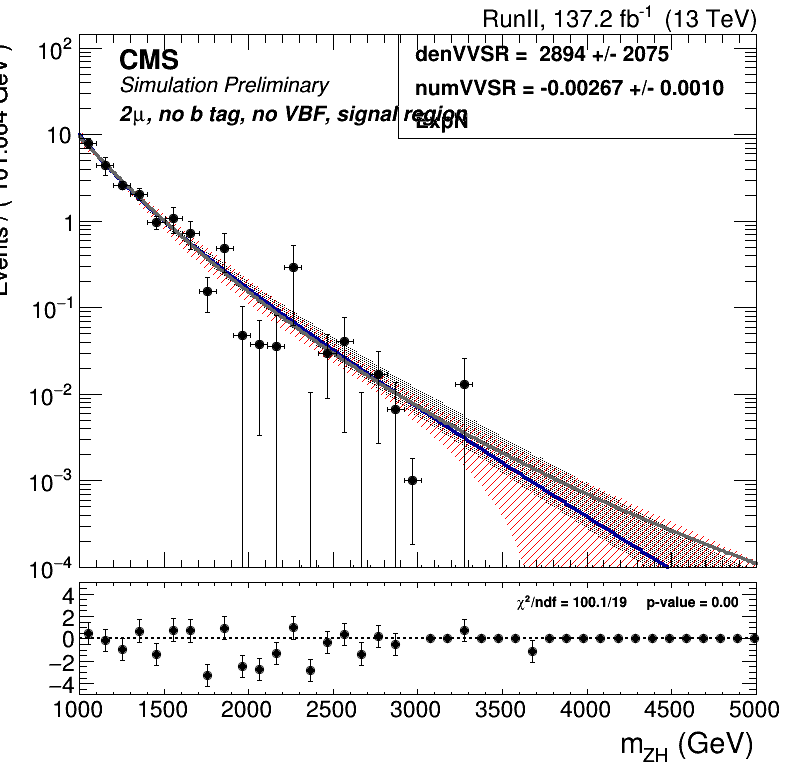 RunII, 137.2 fb⁻¹ (13 TeV)
CMS
Simulation Preliminary
2μ, no b tag, no VBF, signal region
denVVSR = 2894 +/- 2075
numVVSR = -0.00267 +/- 0.0010
ExpN
10²
10
1
10⁻¹
10⁻²
10⁻³
10⁻⁴
χ²/ndf = 100.1/19 p-value = 0.00
4
2
0
−2
−4
1000 1500 2000 2500 3000 3500 4000 4500 5000
m_ZH (GeV)